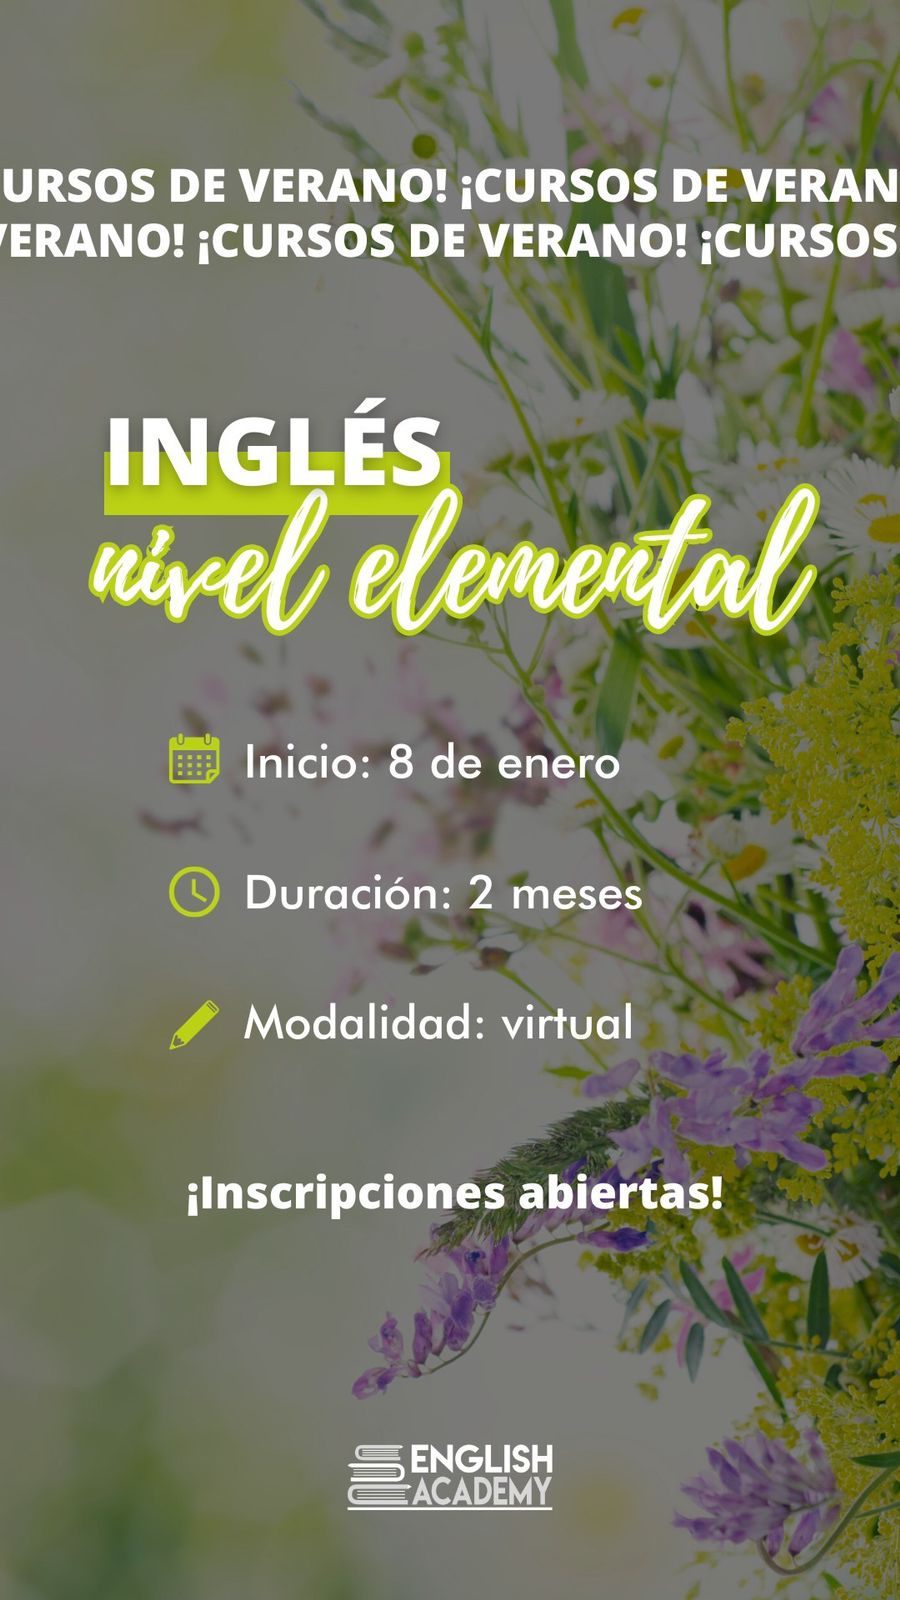 URSOS DE VERANO! ¡CURSOS DE VERAN
VERANO! ¡CURSOS DE VERANO! ¡CURSOS
INGLÉS
nivel elemental
Inicio: 8 de enero
Duración: 2 meses
Modalidad: virtual
¡Inscripciones abiertas!
ENGLISH
ACADEMY